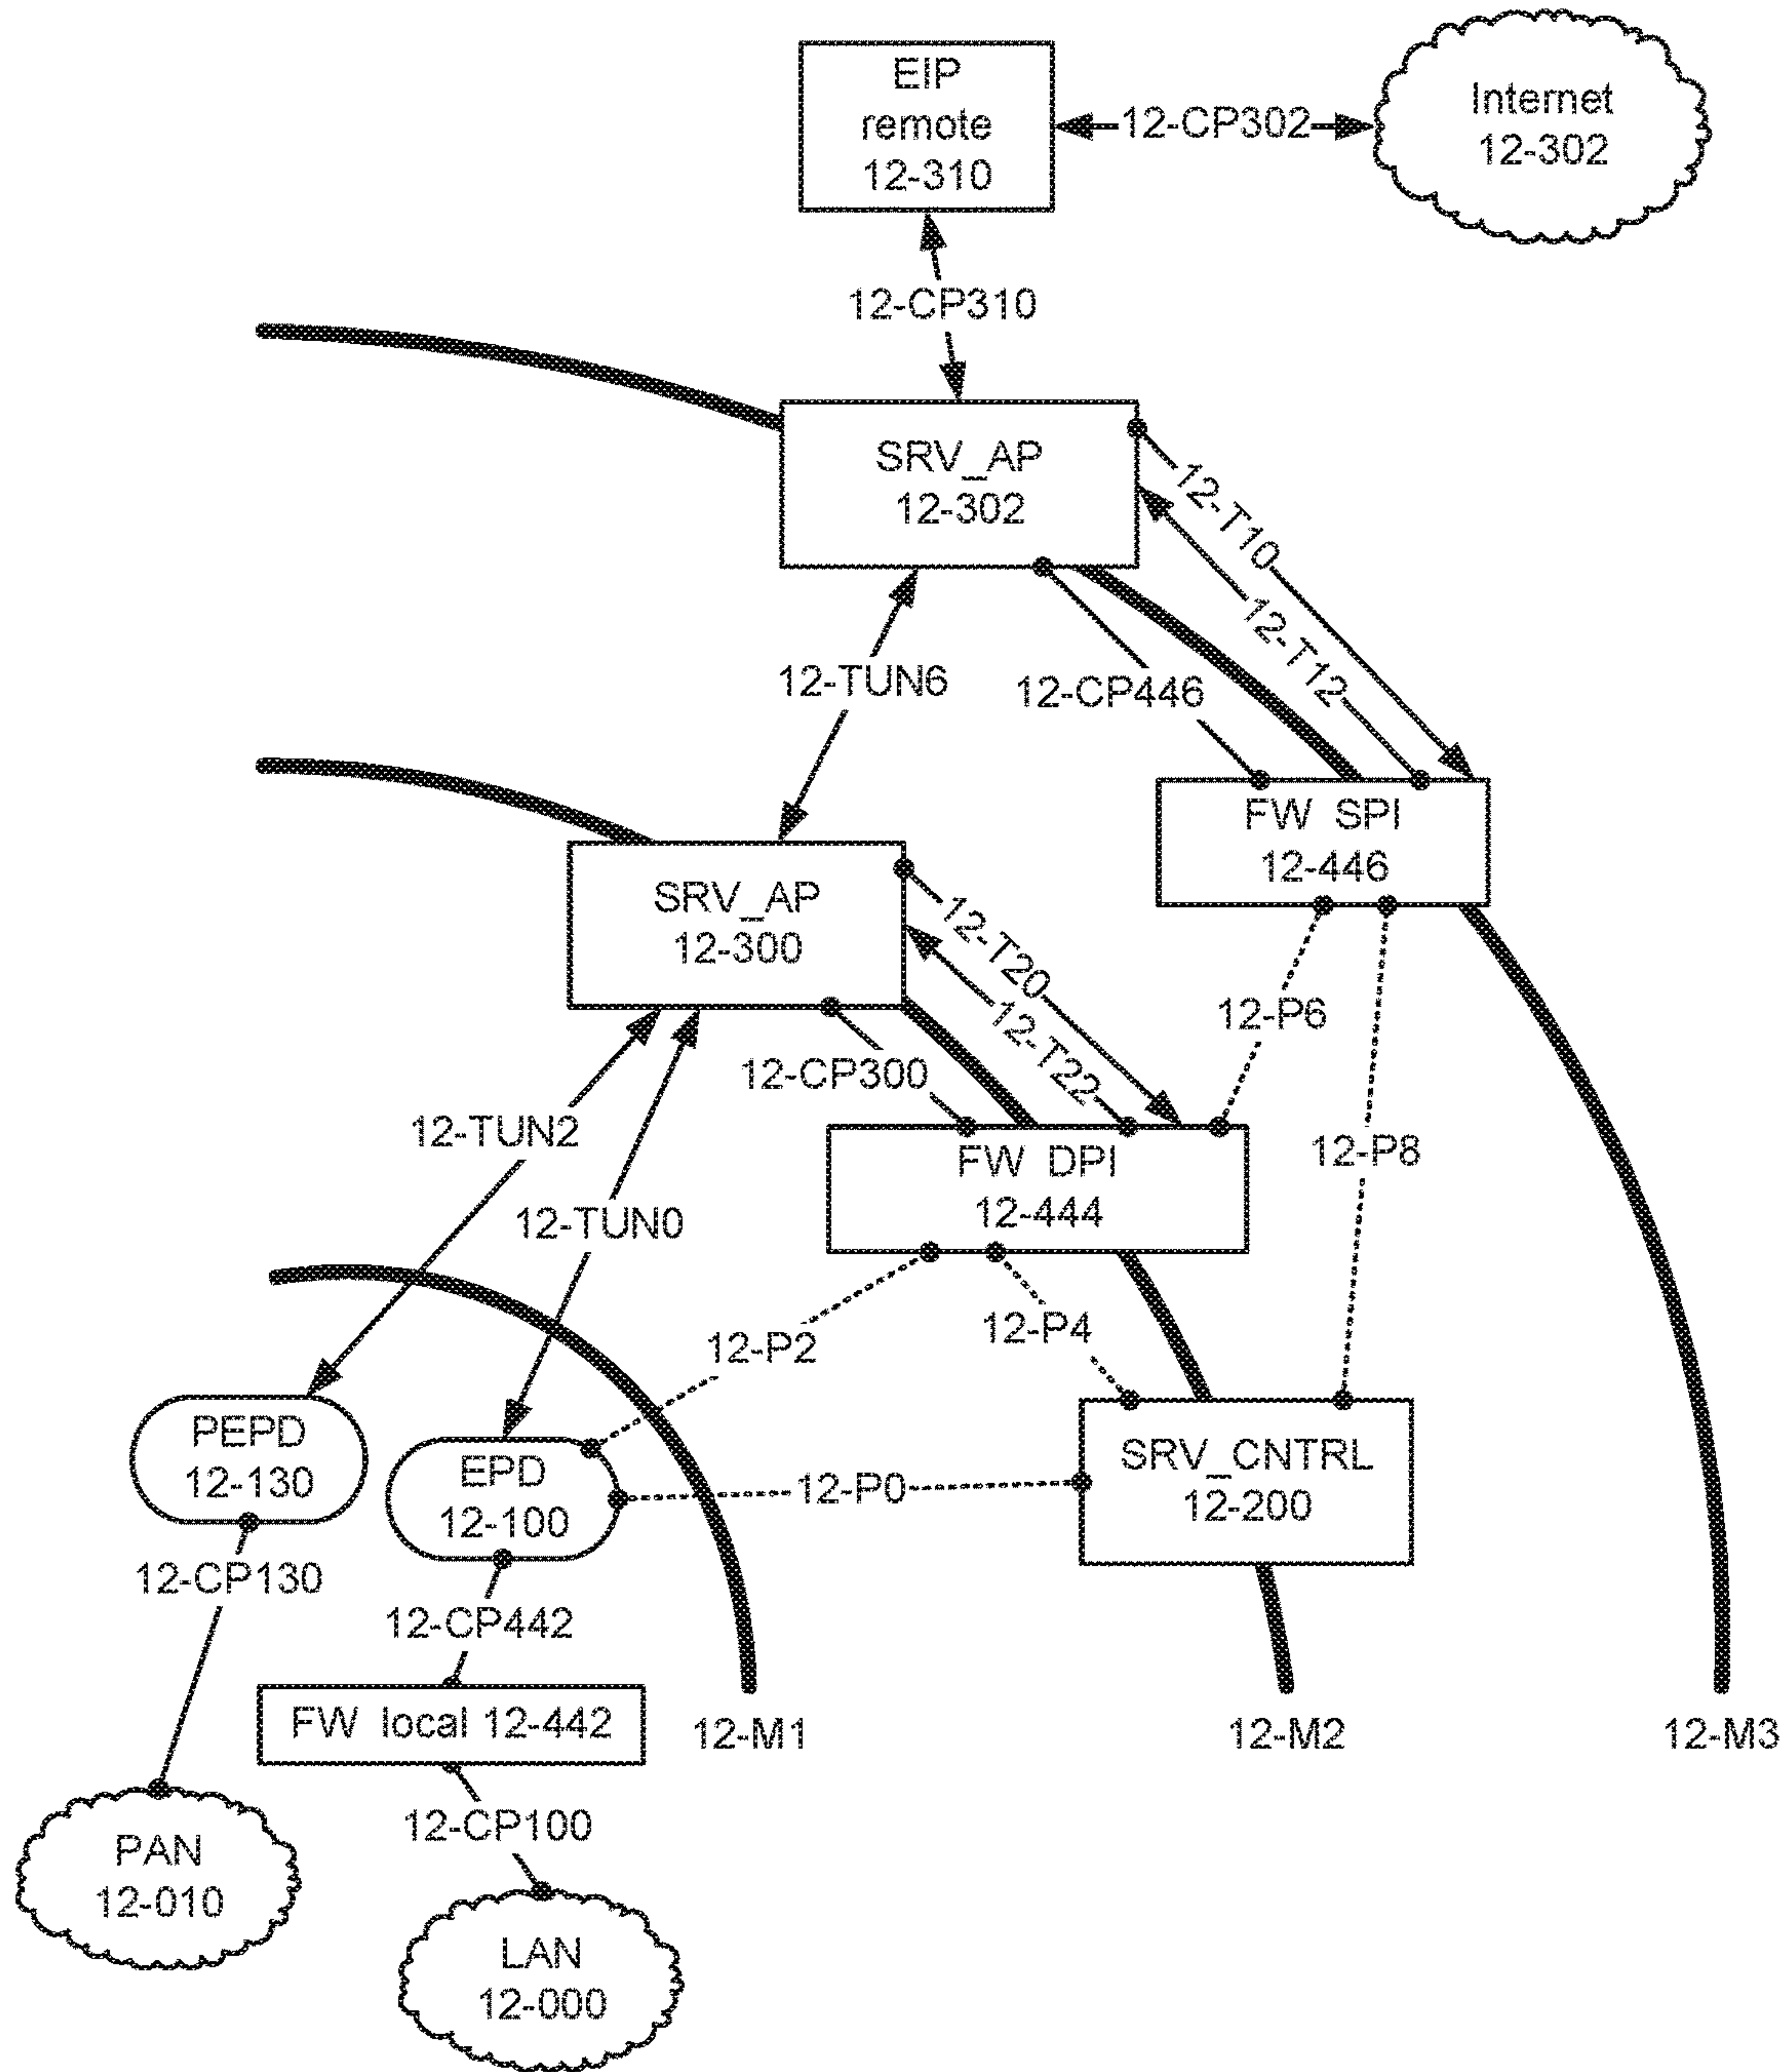 EIP
remote
12-310
12-CP302
Internet
12-302
12-CP310
SRV_AP
12-302
12-T10
12-T12
12-TUN6
12-CP446
FW SPI
12-446
SRV_AP
12-300
12-T20
12-T22
12-P6
12-CP300
12-TUN2
12-P8
FW DPI
12-444
12-TUN0
12-P2
12-P4
PEPD
12-130
EPD
12-100
12-P0
SRV_CNTRL
12-200
12-CP130
12-CP442
FW local 12-442
12-M1
12-M2
12-M3
12-CP100
PAN
12-010
LAN
12-000